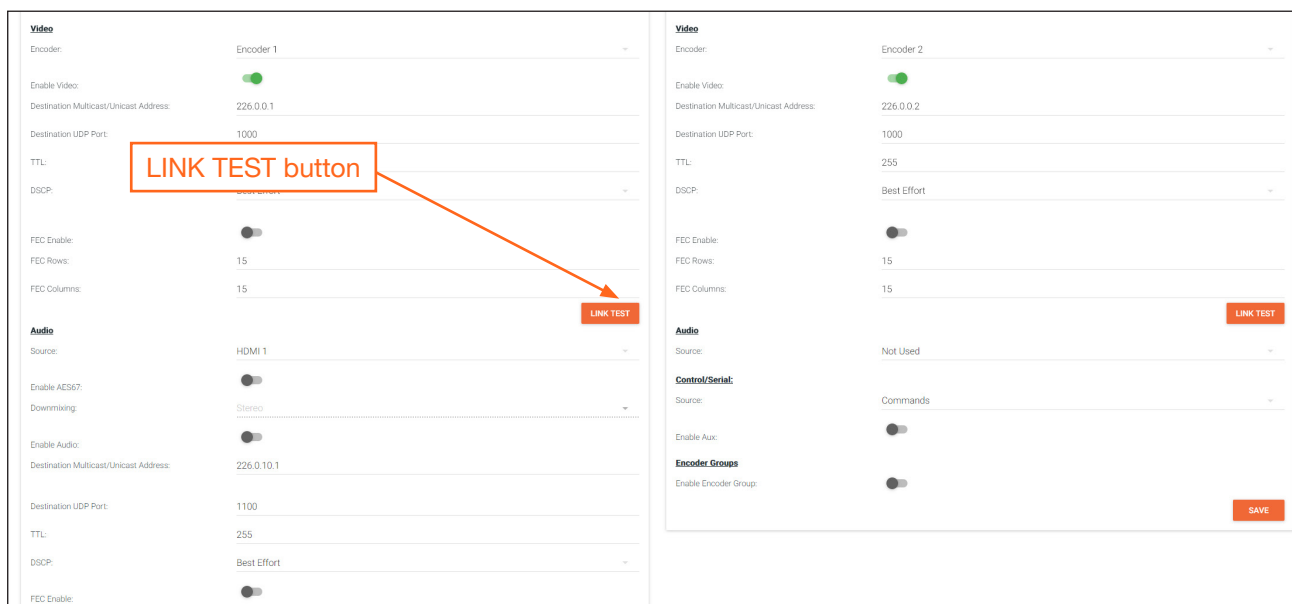 Video
Encoder: Encoder 1
Enable Video:
Destination Multicast/Unicast Address: 226.0.0.1
Destination UDP Port: 1000
TTL:
LINK TEST button
DSCP:
FEC Enable:
FEC Rows: 15
FEC Columns: 15
LINK TEST
Audio
Source: HDMI 1
Enable AES67:
Downmixing: Stereo
Enable Audio:
Destination Multicast/Unicast Address: 226.0.10.1
Destination UDP Port: 1100
TTL: 255
DSCP: Best Effort
FEC Enable:
Video
Encoder: Encoder 2
Enable Video:
Destination Multicast/Unicast Address: 226.0.0.2
Destination UDP Port: 1000
TTL: 255
DSCP: Best Effort
FEC Enable:
FEC Rows: 15
FEC Columns: 15
LINK TEST
Audio
Source: Not Used
Control/Serial:
Source: Commands
Enable Aux:
Encoder Groups
Enable Encoder Group:
SAVE